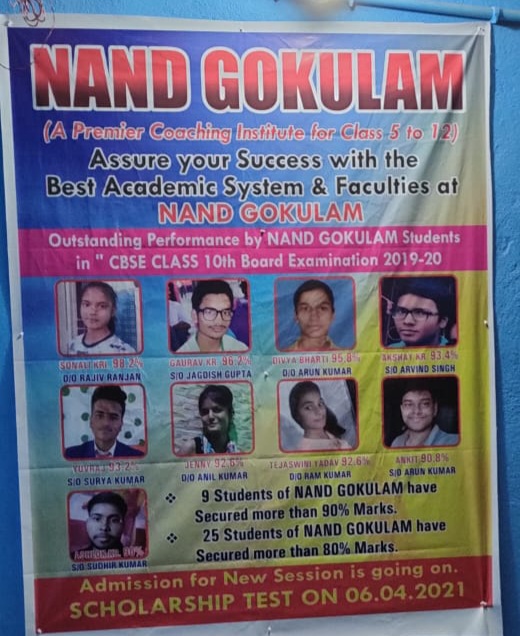 NAND GOKULAM
(A Premier Coaching Institute for Class 5 to 12)
Assure your Success with the
Best Academic System & Faculties at
NAND GOKULAM
Outstanding Performance by NAND GOKULAM Students
in " CBSE CLASS 10th Board Examination 2019-20
SONALI KRI. 98.2%
D/O RAJIV RANJAN
GAURAV KR. 96.2%
S/O JAGDISH GUPTA
DIVYA BHARTI 95.8%
D/O ARUN KUMAR
AKSHAY KR. 93.4%
S/O ARVIND SINGH
YUVRAJ 93.2%
S/O SURYA KUMAR
JENNY 92.6%
D/O ANIL KUMAR
TEJASWINI YADAV 92.6%
D/O RAM KUMAR
ANKIT 90.8%
S/O ARUN KUMAR
KR. 90%
S/O SUDHIR KUMAR
❖ 9 Students of NAND GOKULAM have
Secured more than 90% Marks.
❖ 25 Students of NAND GOKULAM have
Secured more than 80% Marks.
Admission for New Session is going on.
SCHOLARSHIP TEST ON 06.04.2021